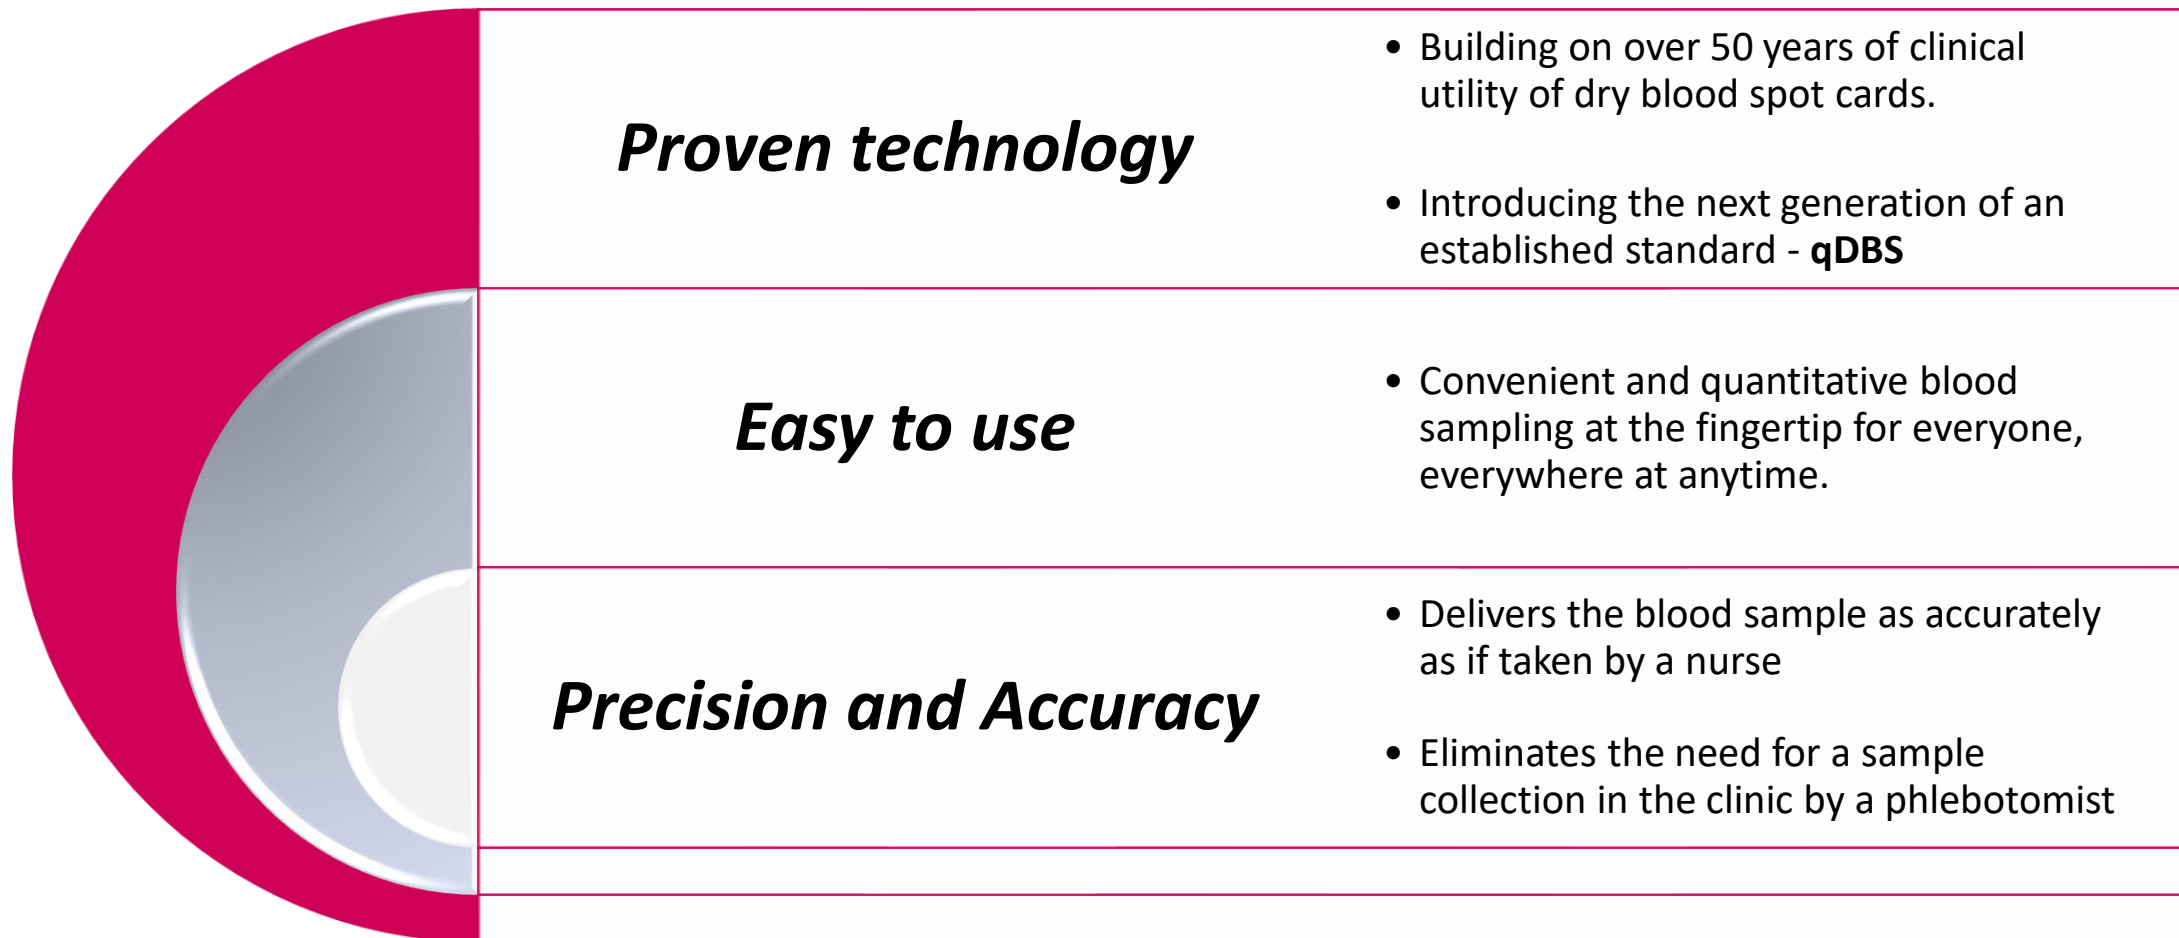 Proven technology
• Building on over 50 years of clinical
utility of dry blood spot cards.
• Introducing the next generation of an
established standard - qDBS
Easy to use
• Convenient and quantitative blood
sampling at the fingertip for everyone,
everywhere at anytime.
Precision and Accuracy
• Delivers the blood sample as accurately
as if taken by a nurse
• Eliminates the need for a sample
collection in the clinic by a phlebotomist